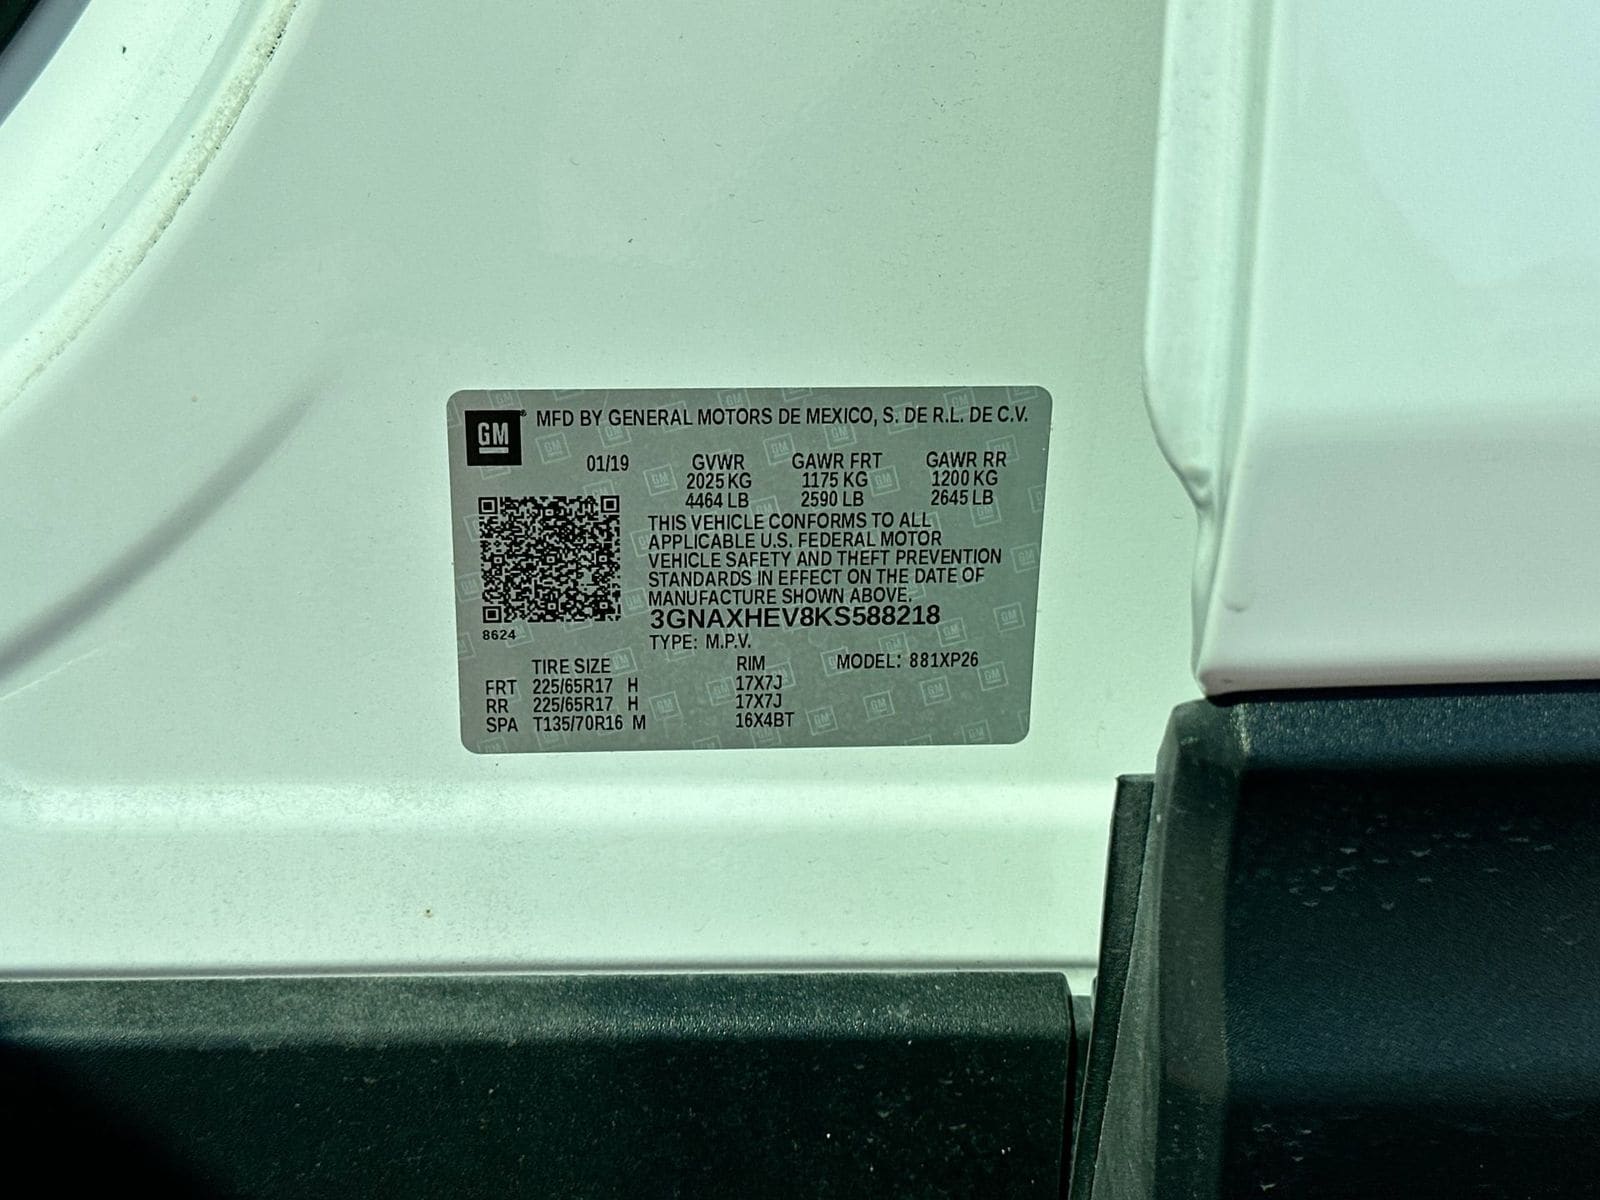 GM
MFD BY GENERAL MOTORS DE MEXICO, S. DE R.L. DE C.V.
01/19 GVWR GAWR FRT GAWR RR
2025 KG 1175 KG 1200 KG
4464 LB 2590 LB 2645 LB
THIS VEHICLE CONFORMS TO ALL
APPLICABLE U.S. FEDERAL MOTOR
VEHICLE SAFETY AND THEFT PREVENTION
STANDARDS IN EFFECT ON THE DATE OF
MANUFACTURE SHOWN ABOVE.
3GNAXHEV8KS588218
8624
TYPE: M.P.V.
TIRE SIZE RIM MODEL: 881XP26
FRT 225/65R17 H 17X7J
RR 225/65R17 H 17X7J
SPA T135/70R16 M 16X4BT